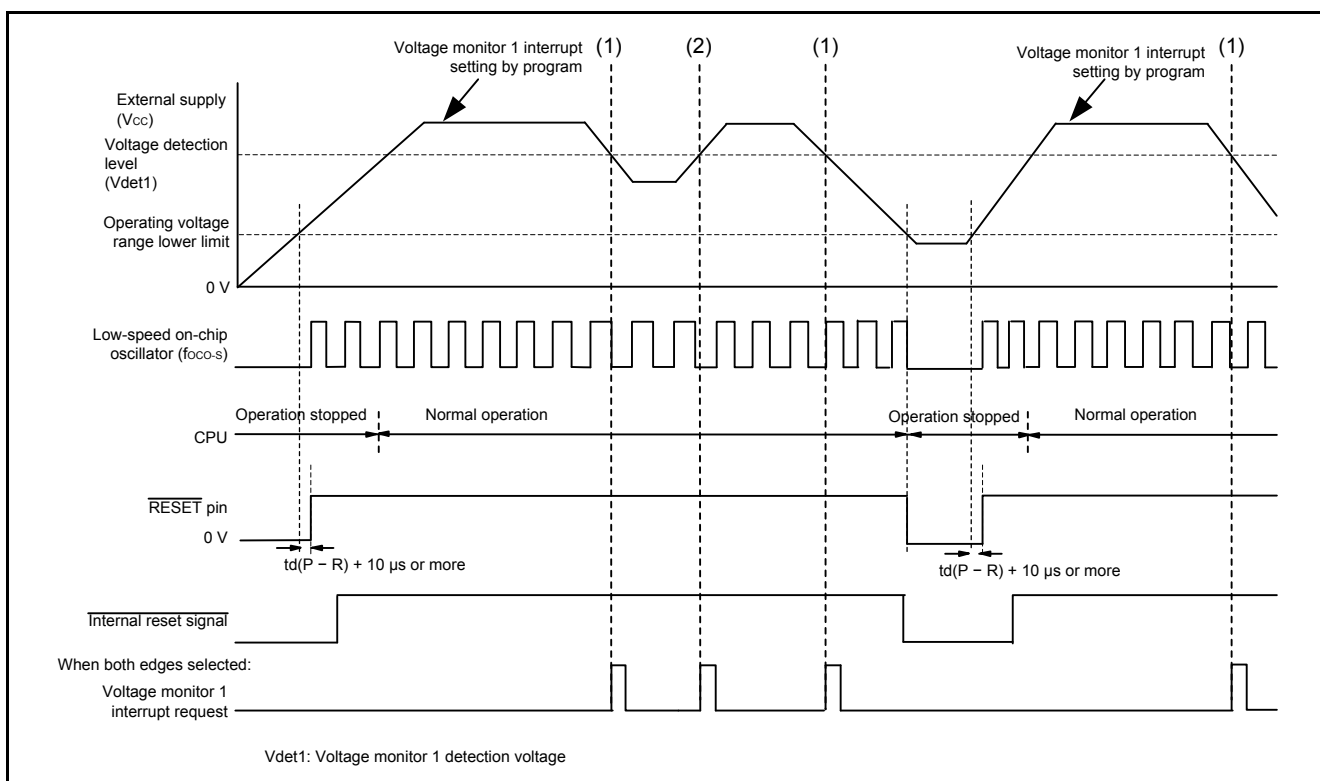 Voltage monitor 1 interrupt
setting by program
(1)
(2)
(1)
Voltage monitor 1 interrupt
setting by program
(1)
External supply
(VCC)
Voltage detection
level
(Vdet1)
Operating voltage
range lower limit
0 V
Low-speed on-chip
oscillator (fOCO-S)
Operation stopped
Normal operation
Operation stopped
Normal operation
CPU
RESET pin
0 V
td(P − R) + 10 µs or more
td(P − R) + 10 µs or more
Internal reset signal
When both edges selected:
Voltage monitor 1
interrupt request
Vdet1: Voltage monitor 1 detection voltage